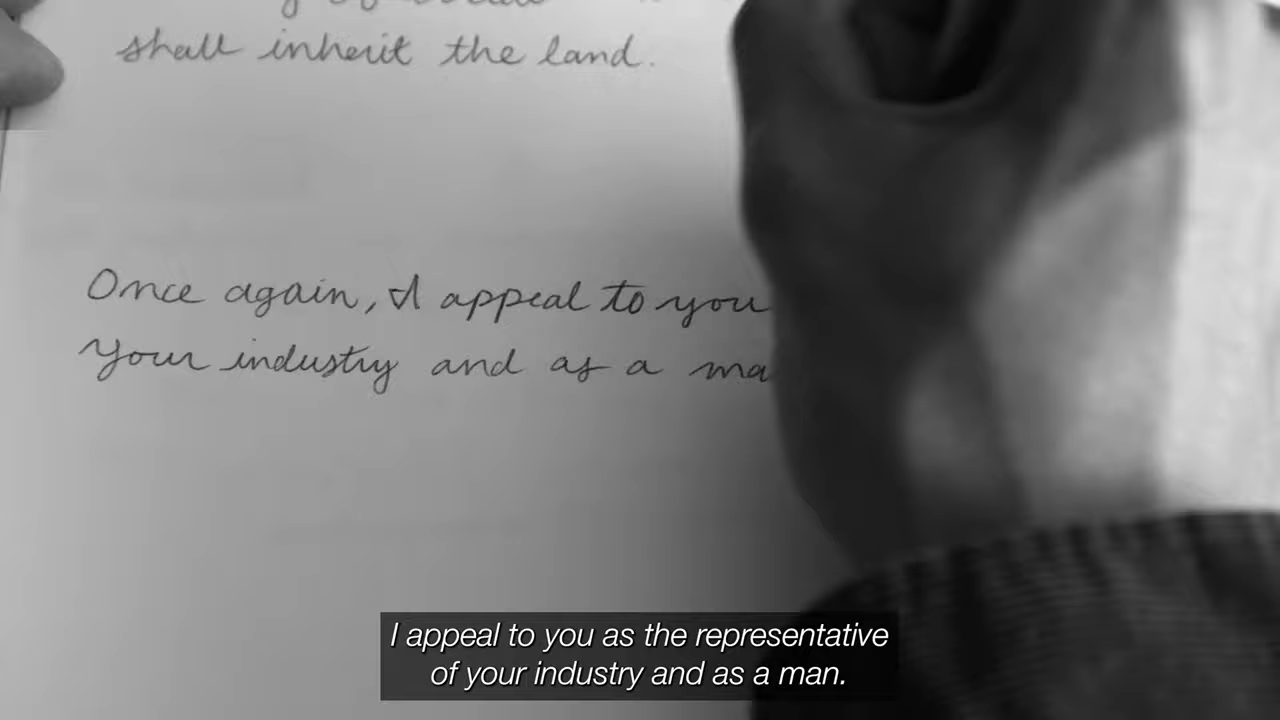 shall inherit the land.
Once again, I appeal to you
your industry and as a ma
I appeal to you as the representative
of your industry and as a man.